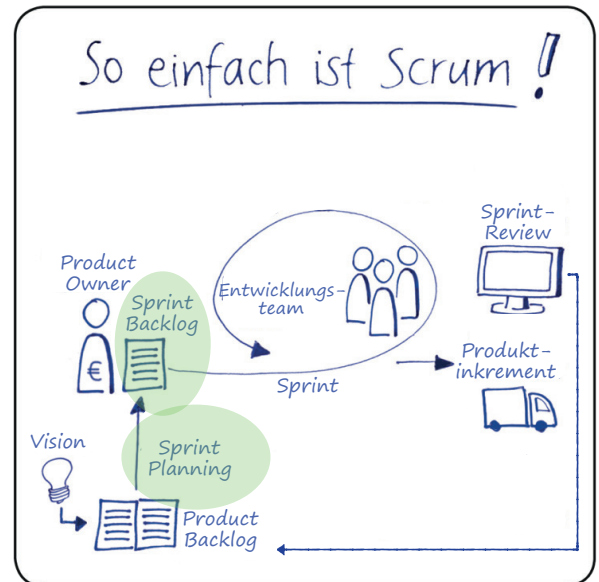 So einfach ist Scrum!
Sprint-
Review
Product
Owner
Sprint
Backlog
Entwicklungs-
team
Produkt-
inkrement
€
Sprint
Vision
Sprint
Planning
Product
Backlog